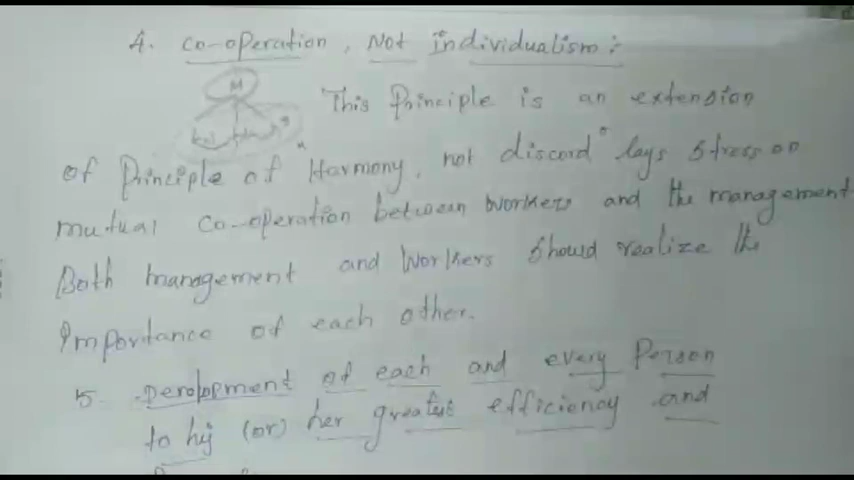 4. Co-operation, Not individualism:
M
This Principle is an extension
of Principle of "Harmony, not discord" lays stress on
mutual co-operation between workers and the management
Both management and workers should realize the
Importance of each other.
5. Development of each and every Person
to his (or) her greatest efficiency and